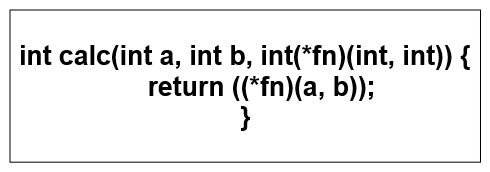 int calc(int a, int b, int(*fn)(int, int)) {
return ((*fn)(a, b));
}